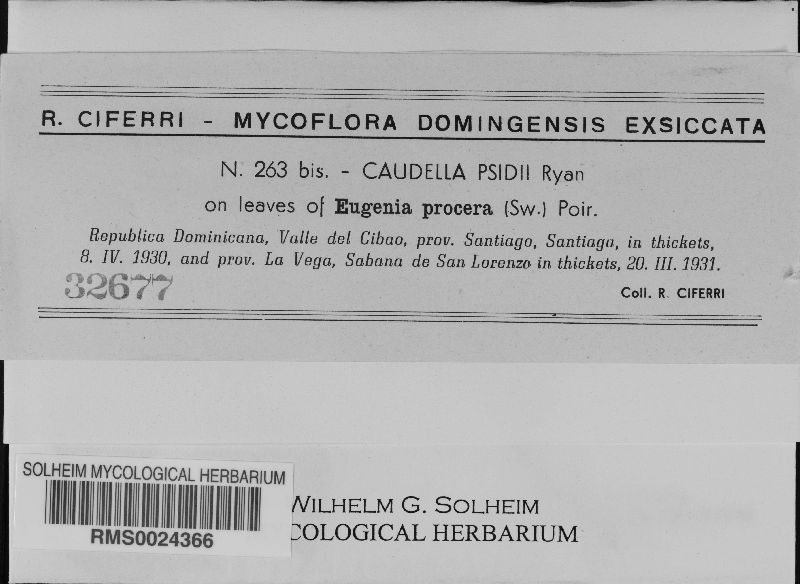 R. CIFERRI - MYCOFLORA DOMINGENSIS EXSICCATA
N. 263 bis. - CAUDELLA PSIDII Ryan
on leaves of Eugenia procera (Sw.) Poir.
Republica Dominicana, Valle del Cibao, prov. Santiago, Santiago, in thickets,
8. IV. 1930, and prov. La Vega, Sabana de San Lorenzo in thickets, 20. III. 1931.
32677
Coll. R. CIFERRI
SOLHEIM MYCOLOGICAL HERBARIUM
RMS0024366
WILHELM G. SOLHEIM
COLOGICAL HERBARIUM